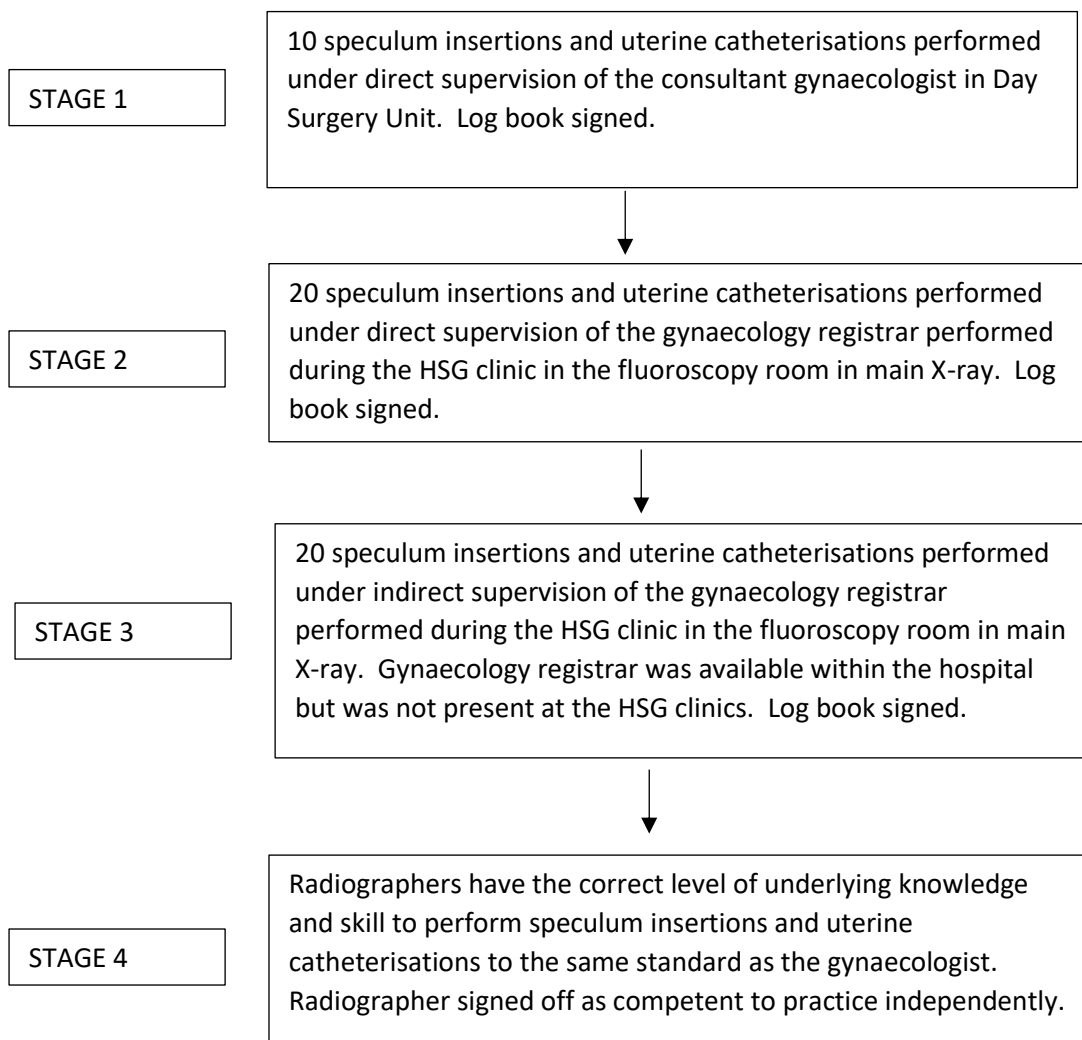 STAGE 1
10 speculum insertions and uterine catheterisations performed
under direct supervision of the consultant gynaecologist in Day
Surgery Unit.  Log book signed.
STAGE 2
20 speculum insertions and uterine catheterisations performed
under direct supervision of the gynaecology registrar performed
during the HSG clinic in the fluoroscopy room in main X-ray.  Log
book signed.
STAGE 3
20 speculum insertions and uterine catheterisations performed
under indirect supervision of the gynaecology registrar
performed during the HSG clinic in the fluoroscopy room in main
X-ray.  Gynaecology registrar was available within the hospital
but was not present at the HSG clinics.  Log book signed.
STAGE 4
Radiographers have the correct level of underlying knowledge
and skill to perform speculum insertions and uterine
catheterisations to the same standard as the gynaecologist.
Radiographer signed off as competent to practice independently.